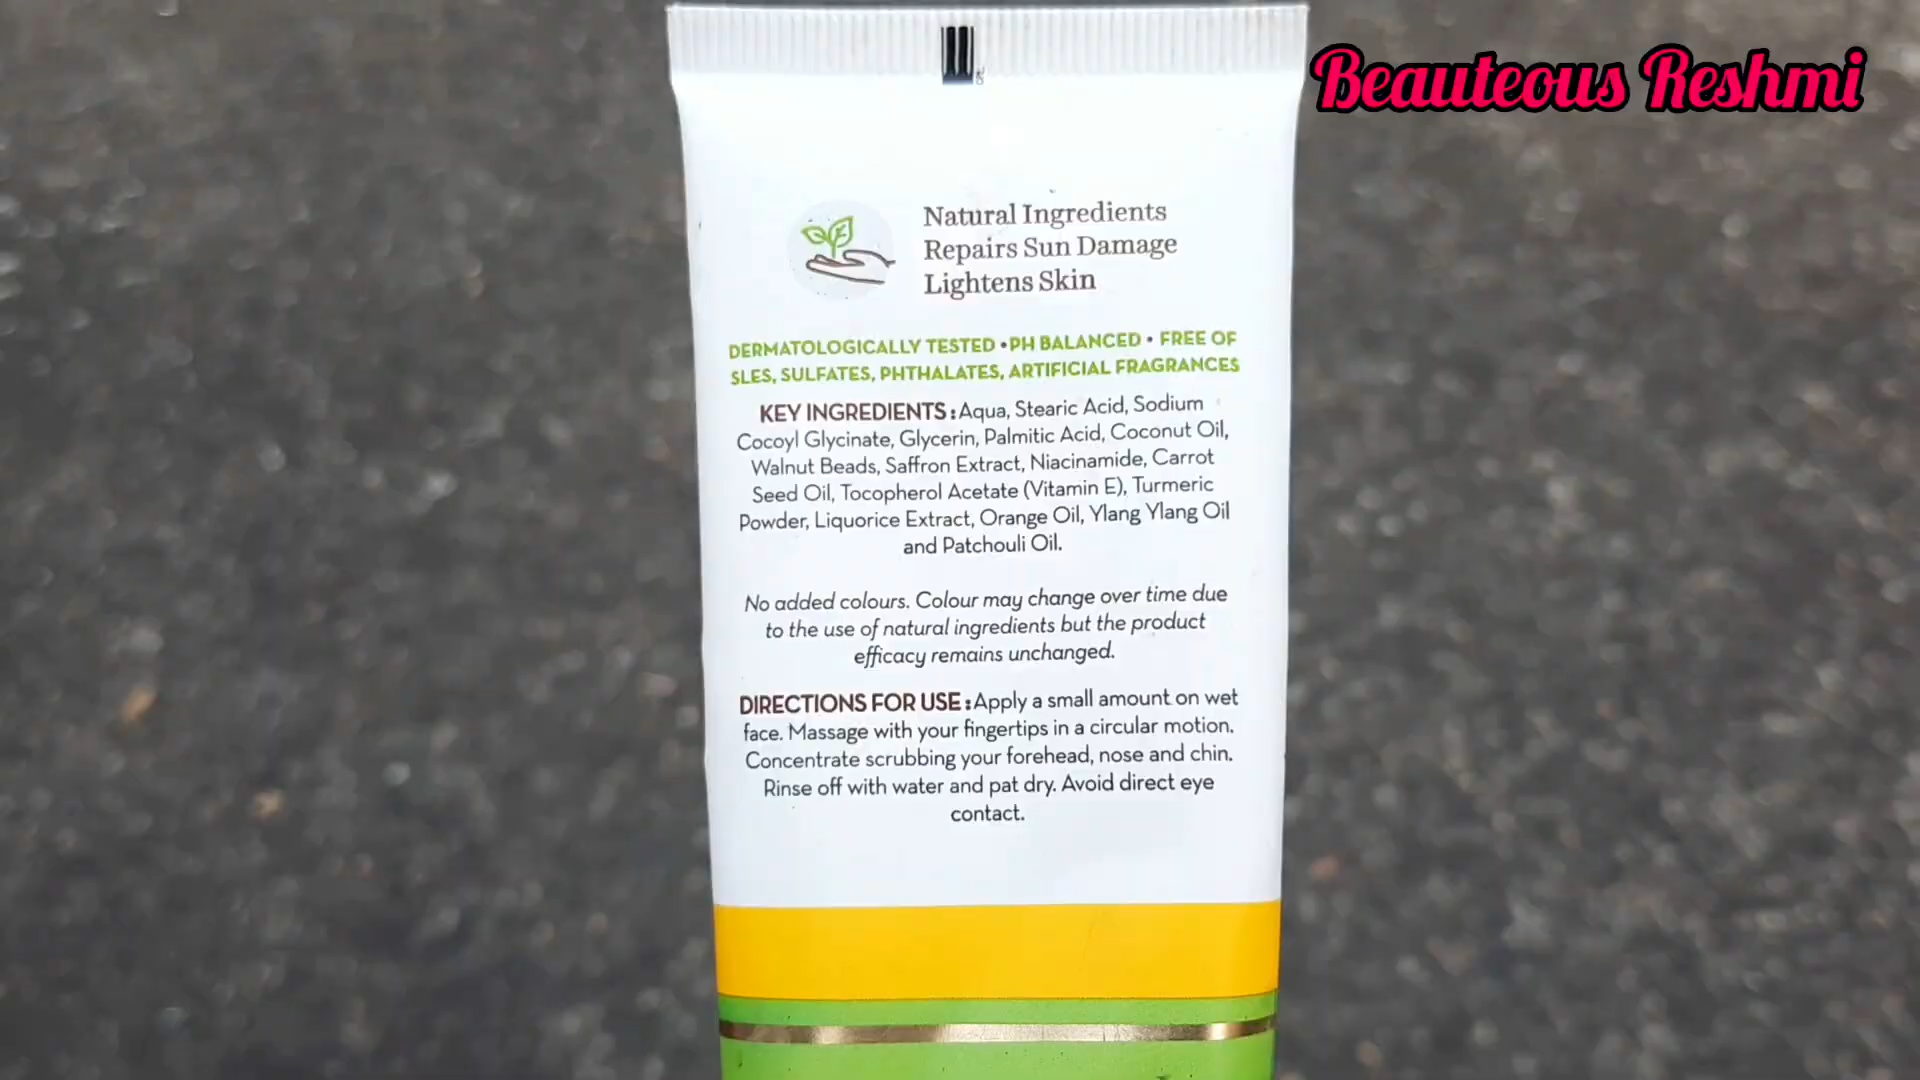 Beauteous Reshmi
Natural Ingredients
Repairs Sun Damage
Lightens Skin
DERMATOLOGICALLY TESTED • PH BALANCED • FREE OF
SLES, SULFATES, PHTHALATES, ARTIFICIAL FRAGRANCES
KEY INGREDIENTS : Aqua, Stearic Acid, Sodium
Cocoyl Glycinate, Glycerin, Palmitic Acid, Coconut Oil,
Walnut Beads, Saffron Extract, Niacinamide, Carrot
Seed Oil, Tocopherol Acetate (Vitamin E), Turmeric
Powder, Liquorice Extract, Orange Oil, Ylang Ylang Oil
and Patchouli Oil.
No added colours. Colour may change over time due
to the use of natural ingredients but the product
efficacy remains unchanged.
DIRECTIONS FOR USE : Apply a small amount on wet
face. Massage with your fingertips in a circular motion.
Concentrate scrubbing your forehead, nose and chin.
Rinse off with water and pat dry. Avoid direct eye
contact.